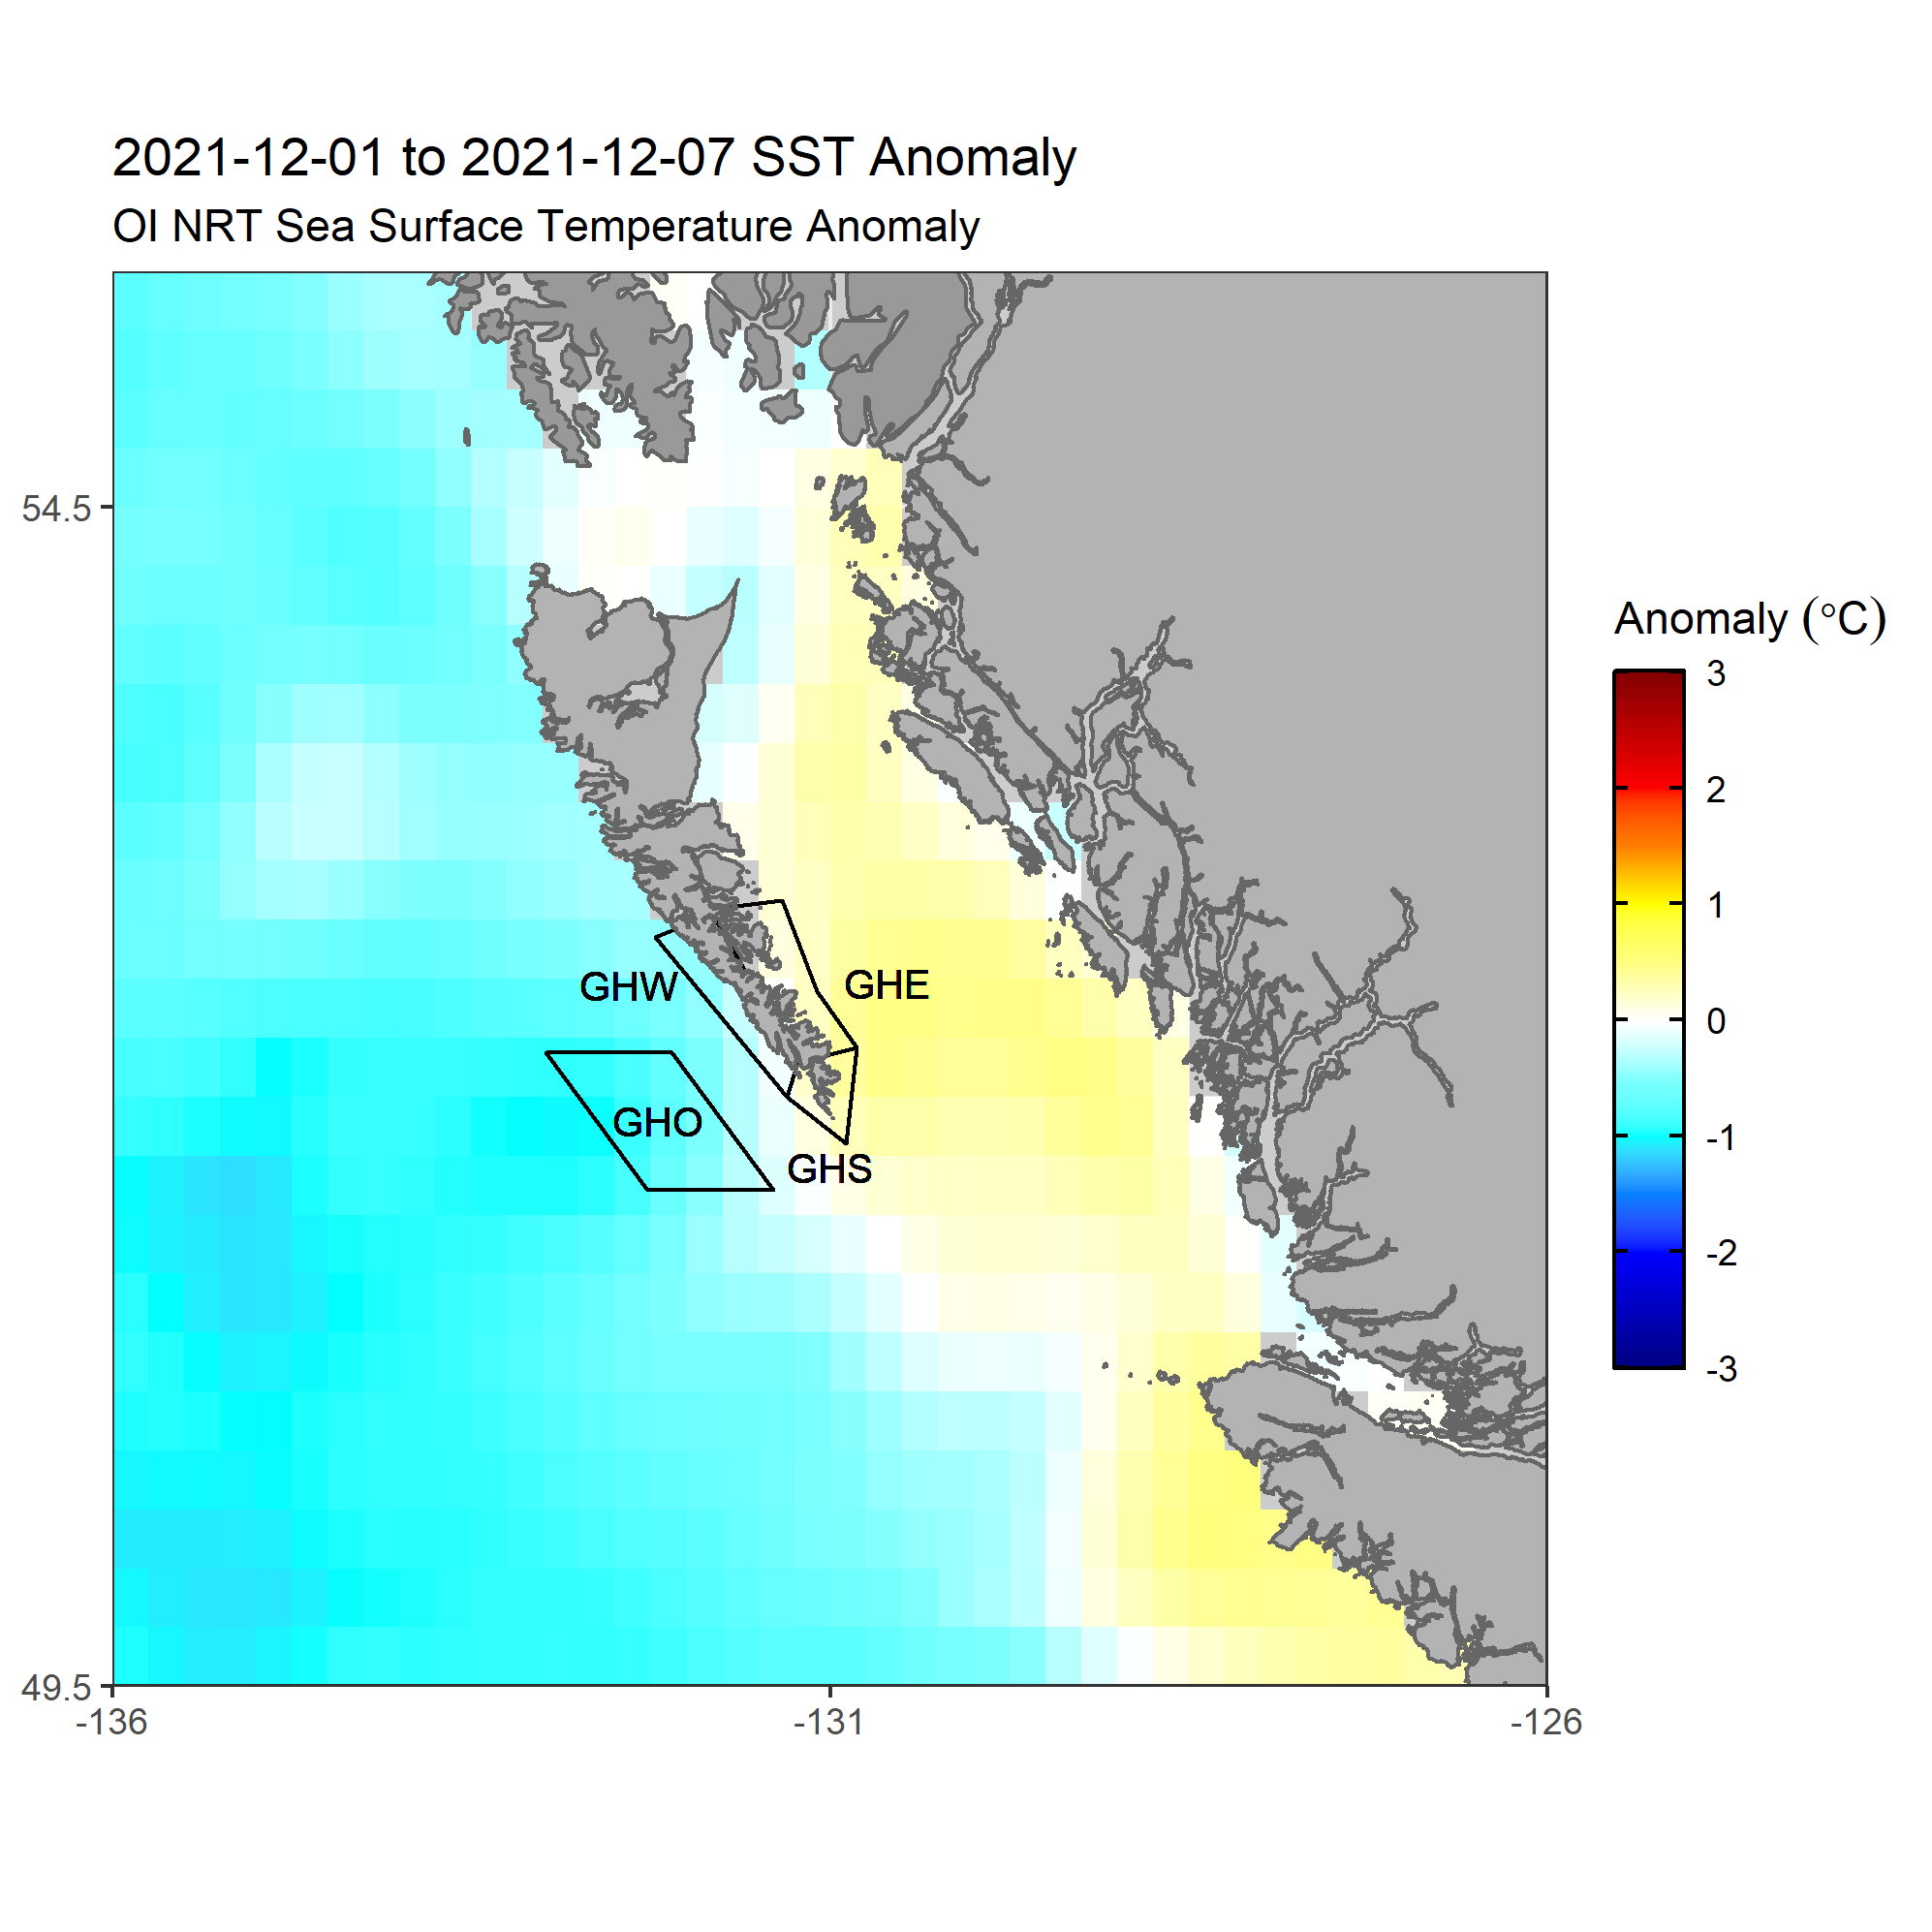 2021-12-01 to 2021-12-07 SST Anomaly
OI NRT Sea Surface Temperature Anomaly
54.5
49.5
-136
-131
-126
GHW
GHE
GHO
GHS
Anomaly (°C)
3
2
1
0
-1
-2
-3